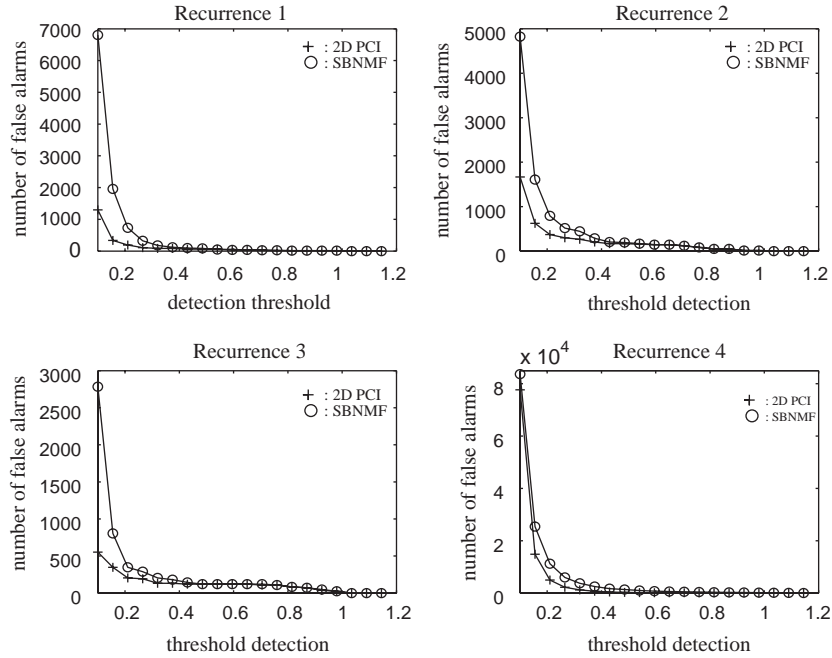 Recurrence 1
7000
6000
5000
4000
3000
2000
1000
0
number of false alarms
+ : 2D PCI
O : SBNMF
0.2 0.4 0.6 0.8 1 1.2
detection threshold
Recurrence 2
5000
4000
3000
2000
1000
0
number of false alarms
+ : 2D PCI
O : SBNMF
0.2 0.4 0.6 0.8 1 1.2
threshold detection
Recurrence 3
3000
2500
2000
1500
1000
500
0
number of false alarms
+ : 2D PCI
O : SBNMF
0.2 0.4 0.6 0.8 1 1.2
threshold detection
x 10^4
Recurrence 4
8
6
4
2
0
number of false alarms
+ : 2D PCI
O : SBNMF
0.2 0.4 0.6 0.8 1 1.2
threshold detection